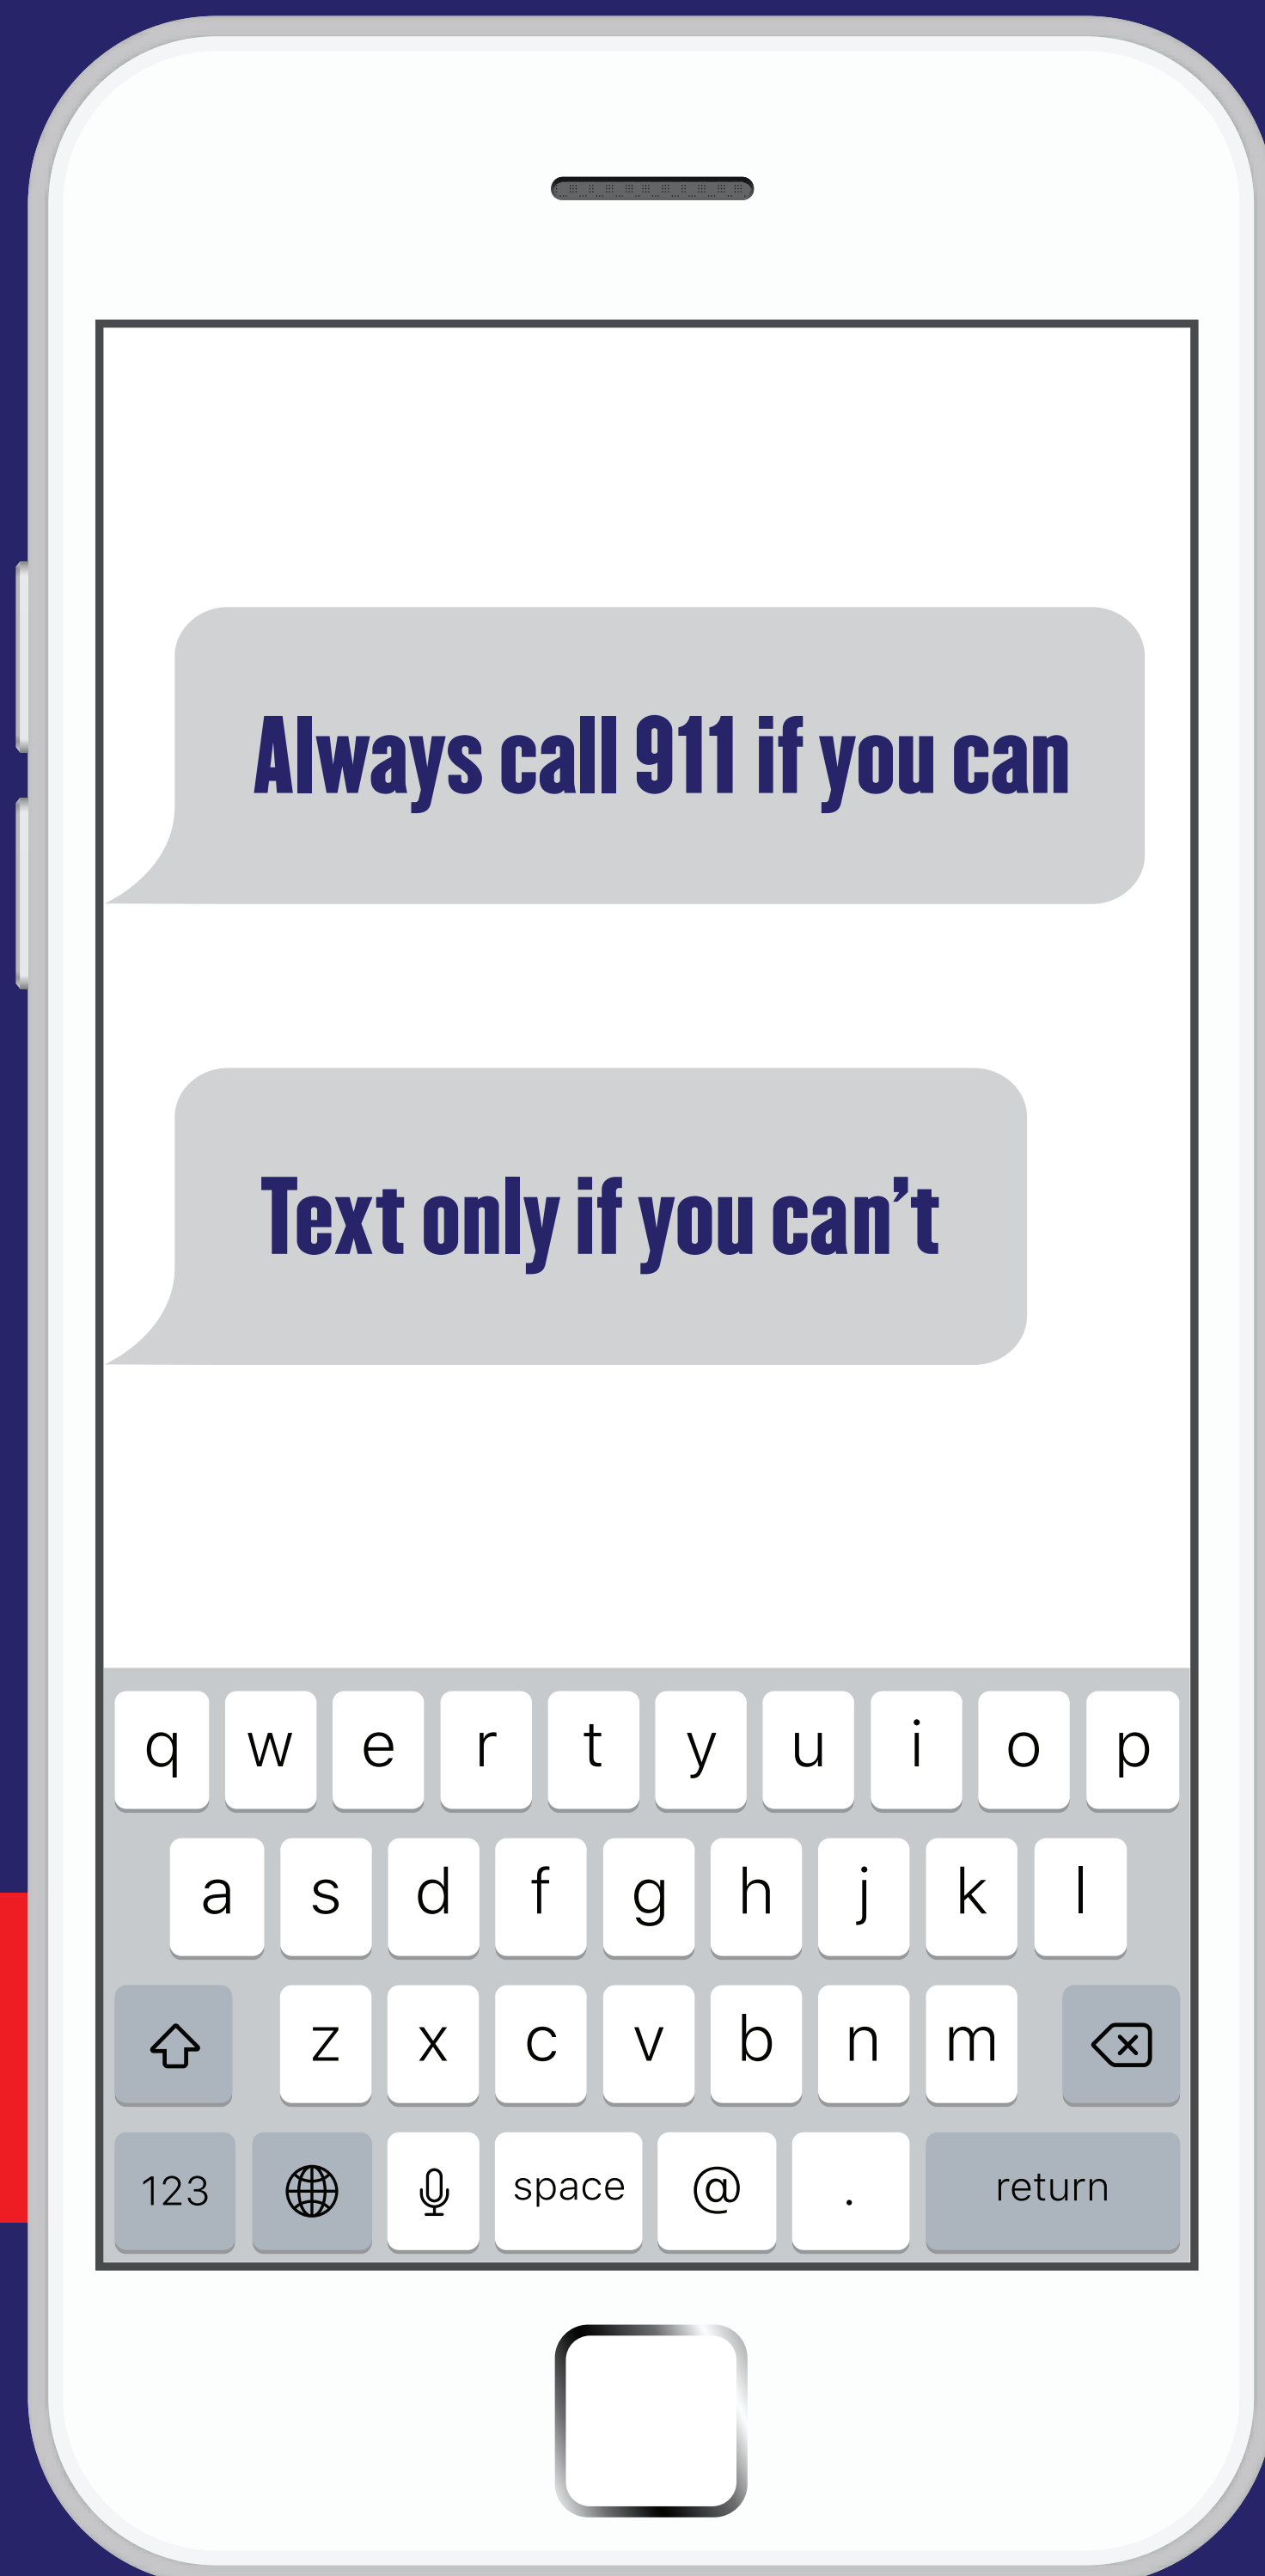 Always call 911 if you can
Text only if you can’t
q w e r t y u i o p
a s d f g h j k l
z x c v b n m
123 space @ . return